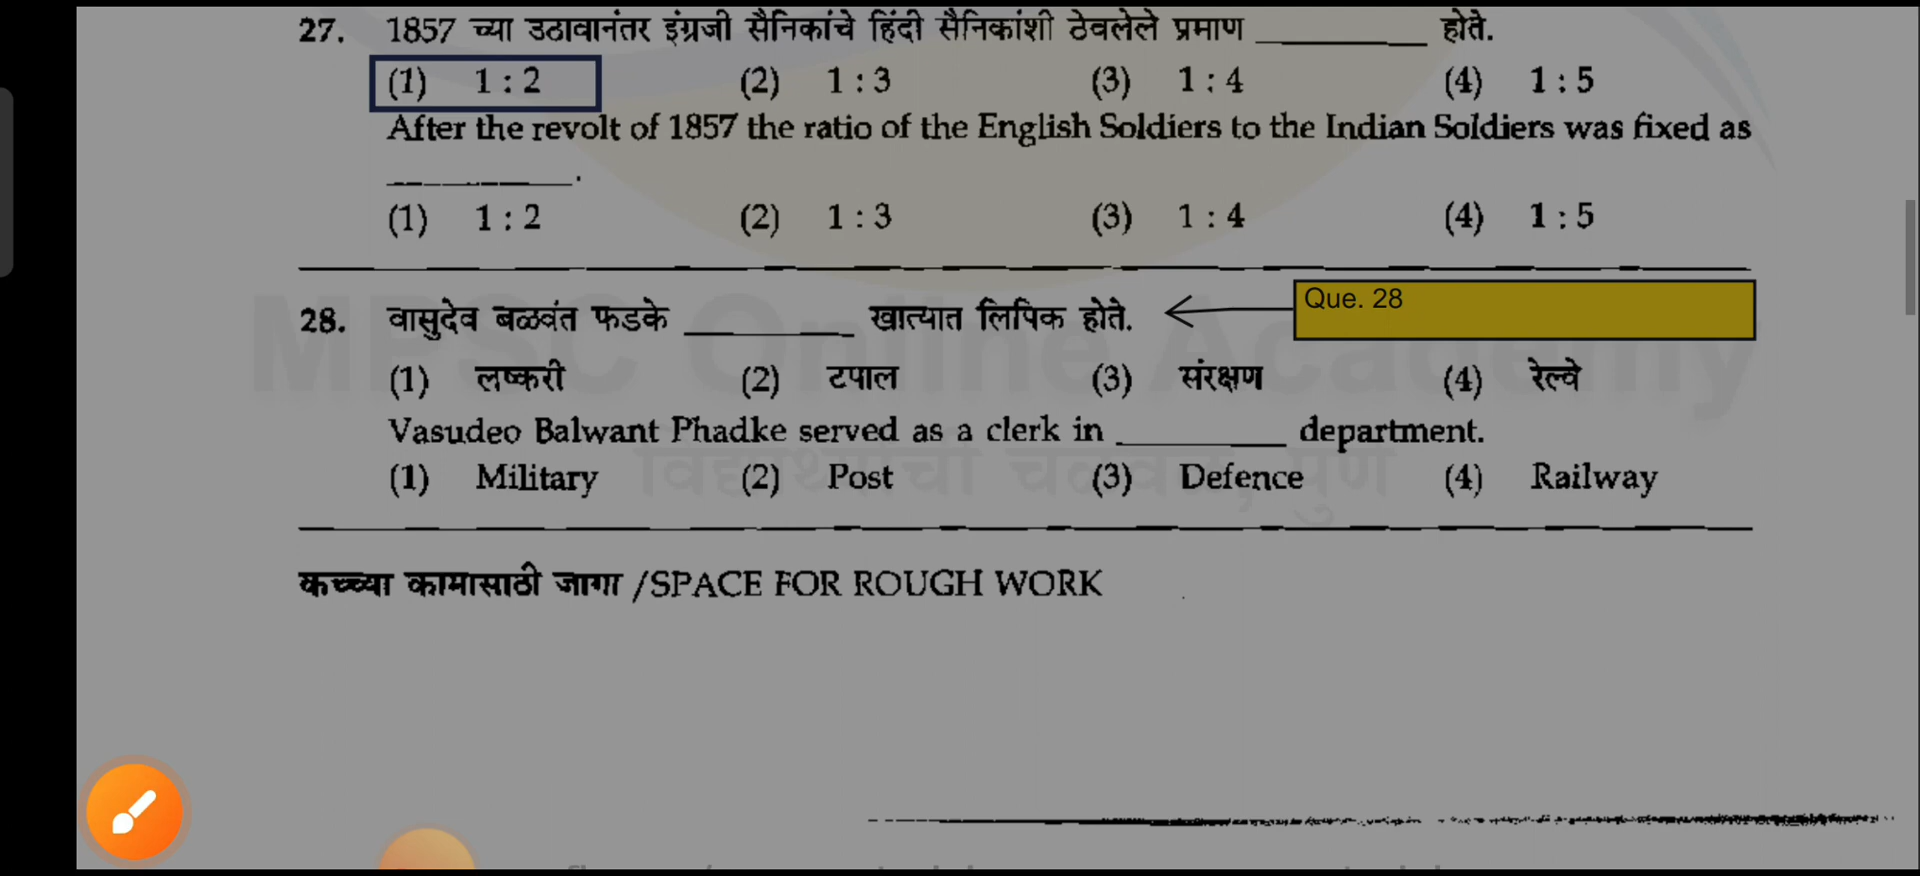 27. 1857 च्या उठावानंतर इंग्रजी सैनिकांचे हिंदी सैनिकांशी ठेवलेले प्रमाण ________ होते.
(1) 1 : 2 (2) 1 : 3 (3) 1 : 4 (4) 1 : 5
After the revolt of 1857 the ratio of the English Soldiers to the Indian Soldiers was fixed as
________.
(1) 1 : 2 (2) 1 : 3 (3) 1 : 4 (4) 1 : 5
28. वासुदेव बळवंत फडके ________ खात्यात लिपिक होते.
Que. 28
(1) लष्करी (2) टपाल (3) संरक्षण (4) रेल्वे
Vasudeo Balwant Phadke served as a clerk in ________ department.
(1) Military (2) Post (3) Defence (4) Railway
MPSC Online Academy
विद्यार्थ्यांची चळवळ, पुणे
कच्च्या कामासाठी जागा /SPACE FOR ROUGH WORK